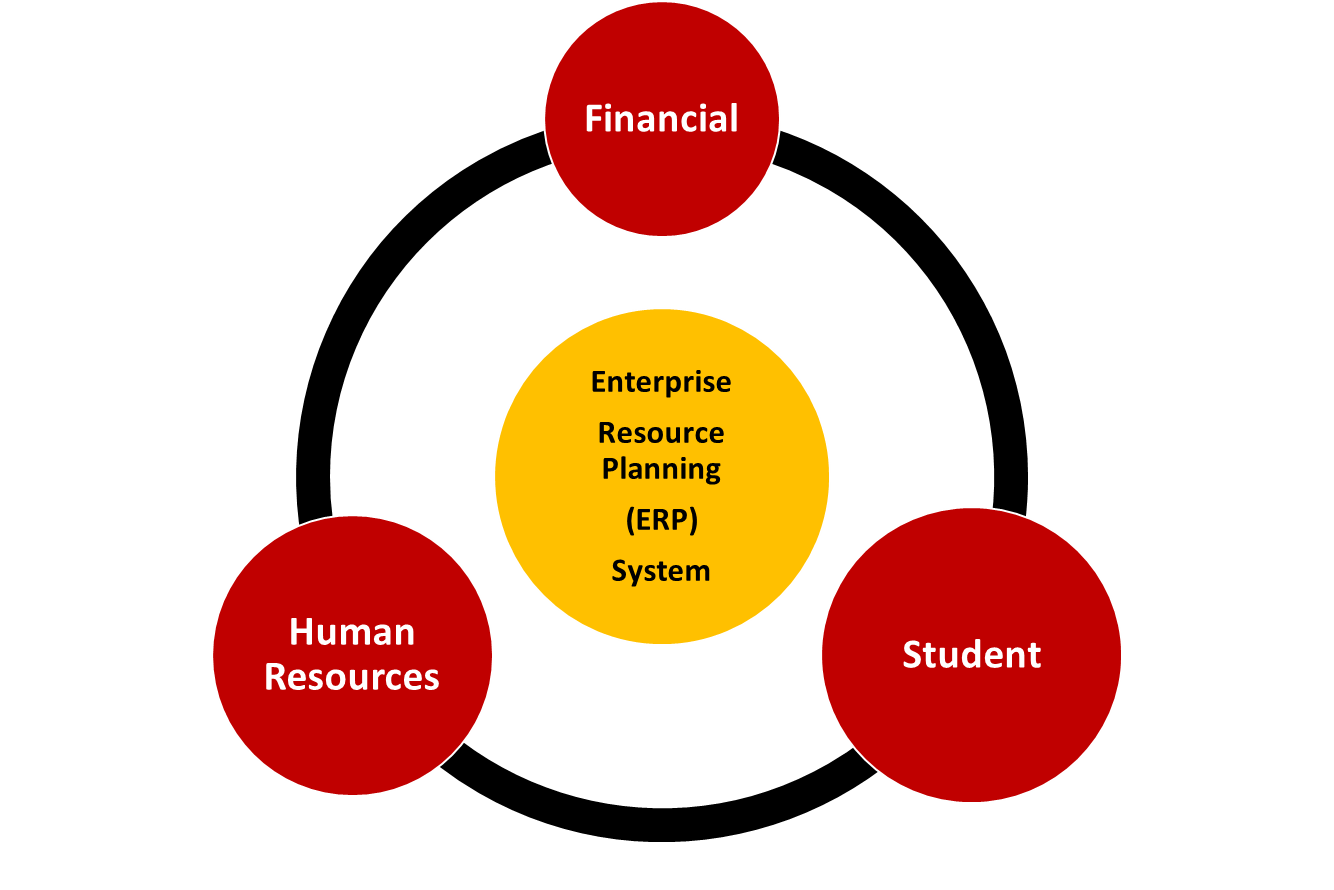 Financial
Enterprise
Resource
Planning
(ERP)
System
Human
Resources
Student